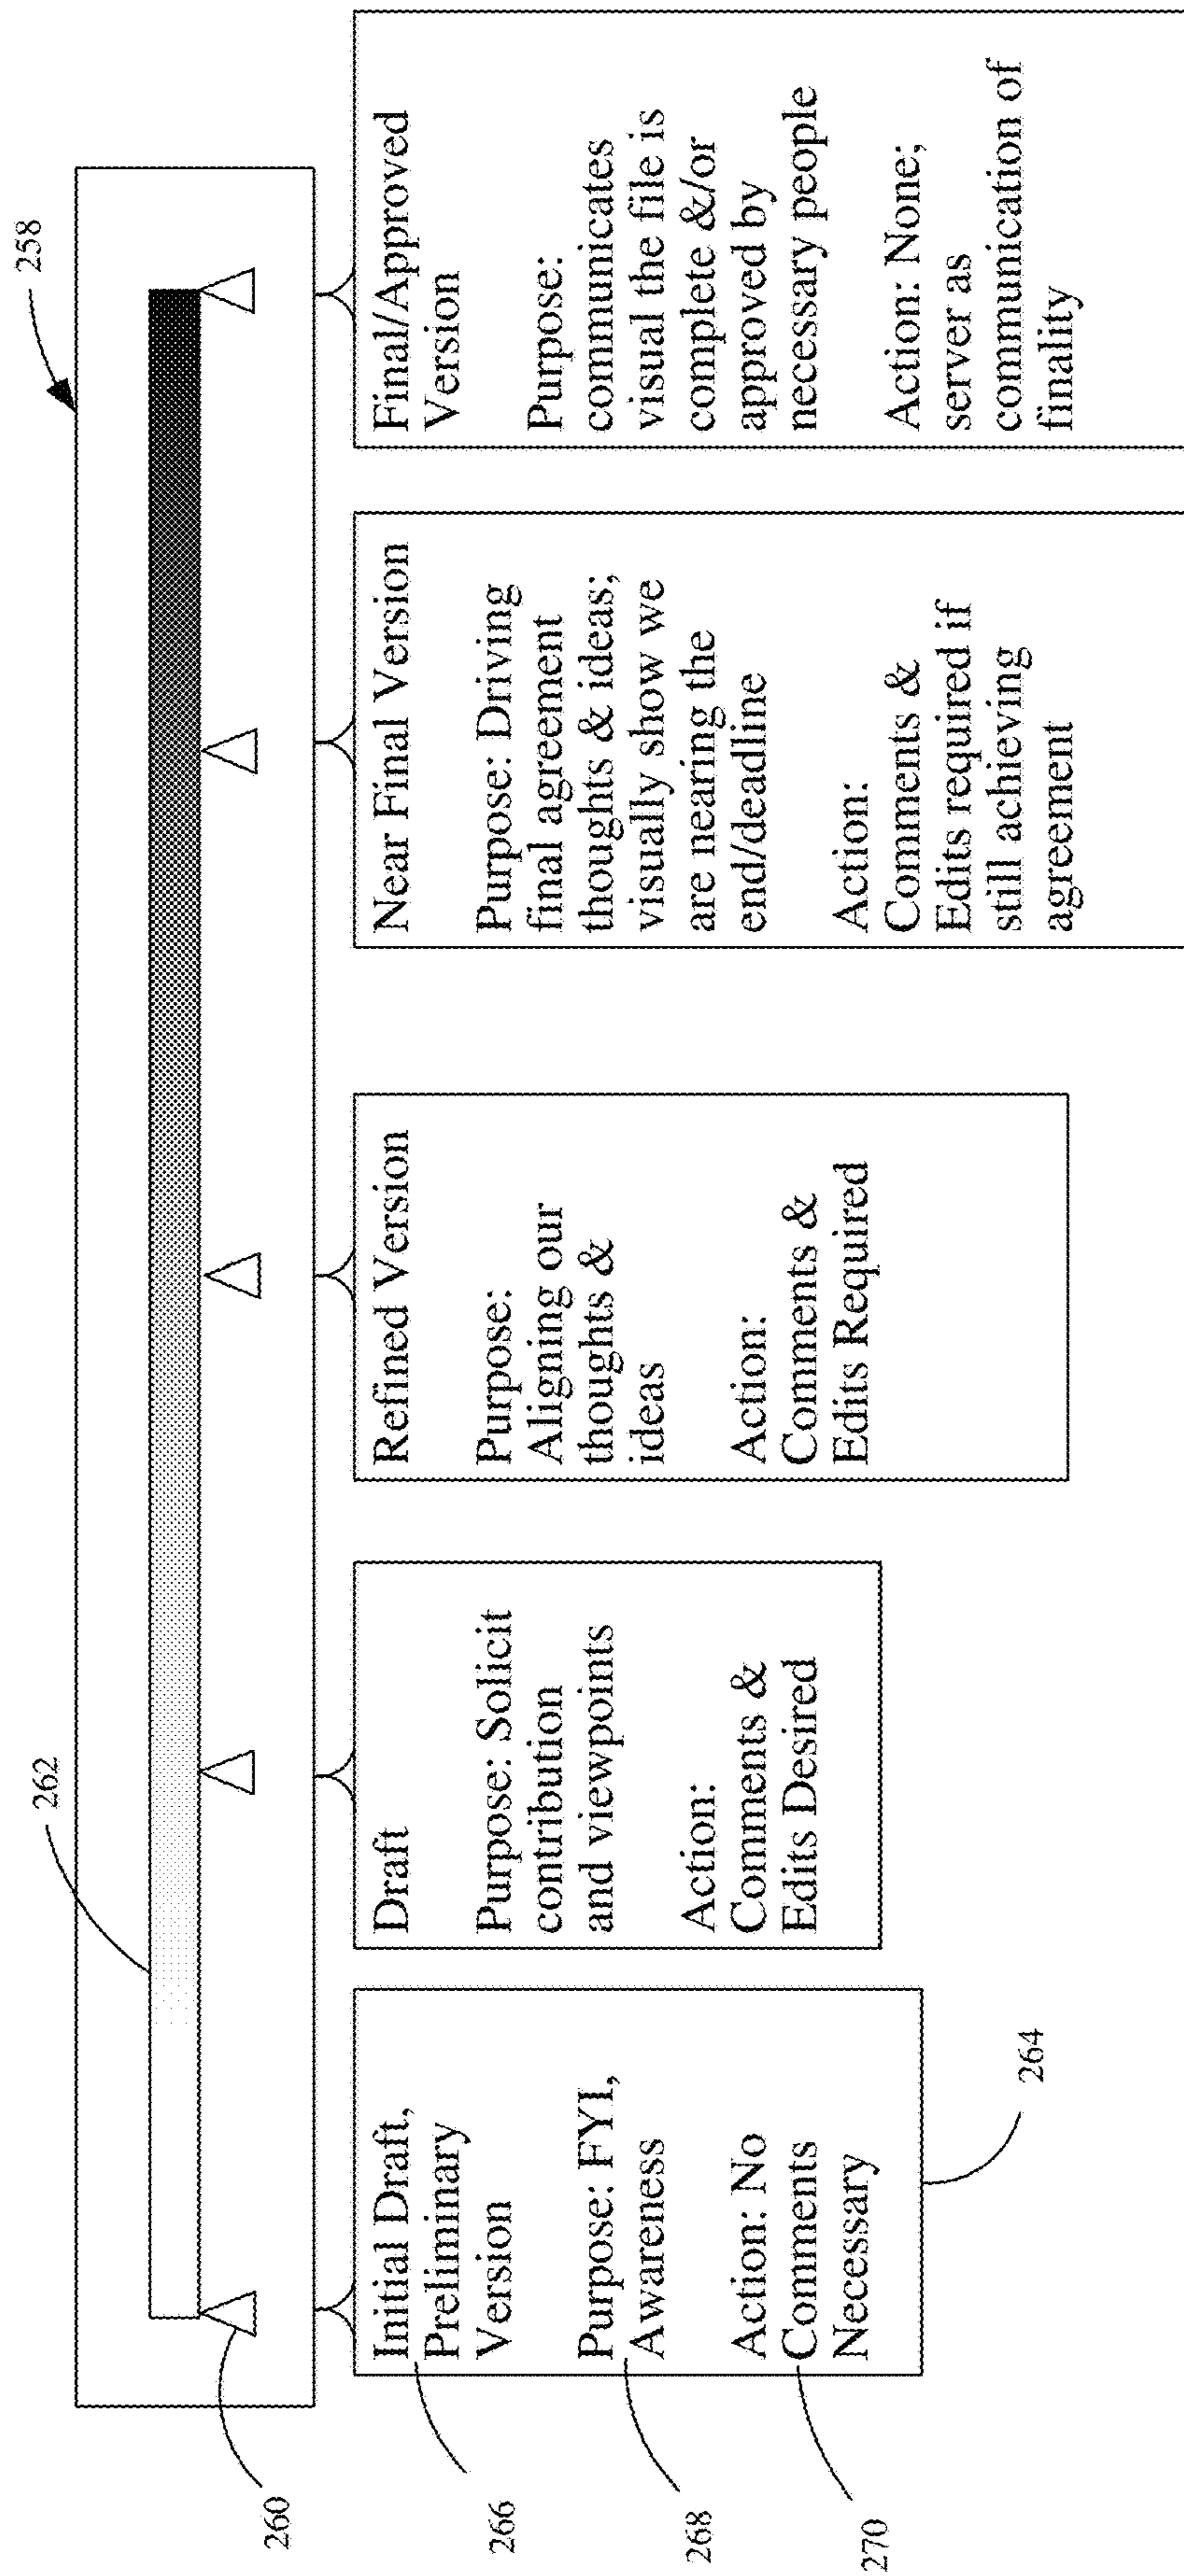 258
262
260
Initial Draft,
Preliminary
Version
Purpose: FYI,
Awareness
Action: No
Comments
Necessary
266
268
270
264
Draft
Purpose: Solicit
contribution
and viewpoints
Action:
Comments &
Edits Desired
Refined Version
Purpose:
Aligning our
thoughts &
ideas
Action:
Comments &
Edits Required
Near Final Version
Purpose: Driving
final agreement
thoughts & ideas;
visually show we
are nearing the
end/deadline
Action:
Comments &
Edits required if
still achieving
agreement
Final/Approved
Version
Purpose:
communicates
visual the file is
complete &/or
approved by
necessary people
Action: None;
server as
communication of
finality